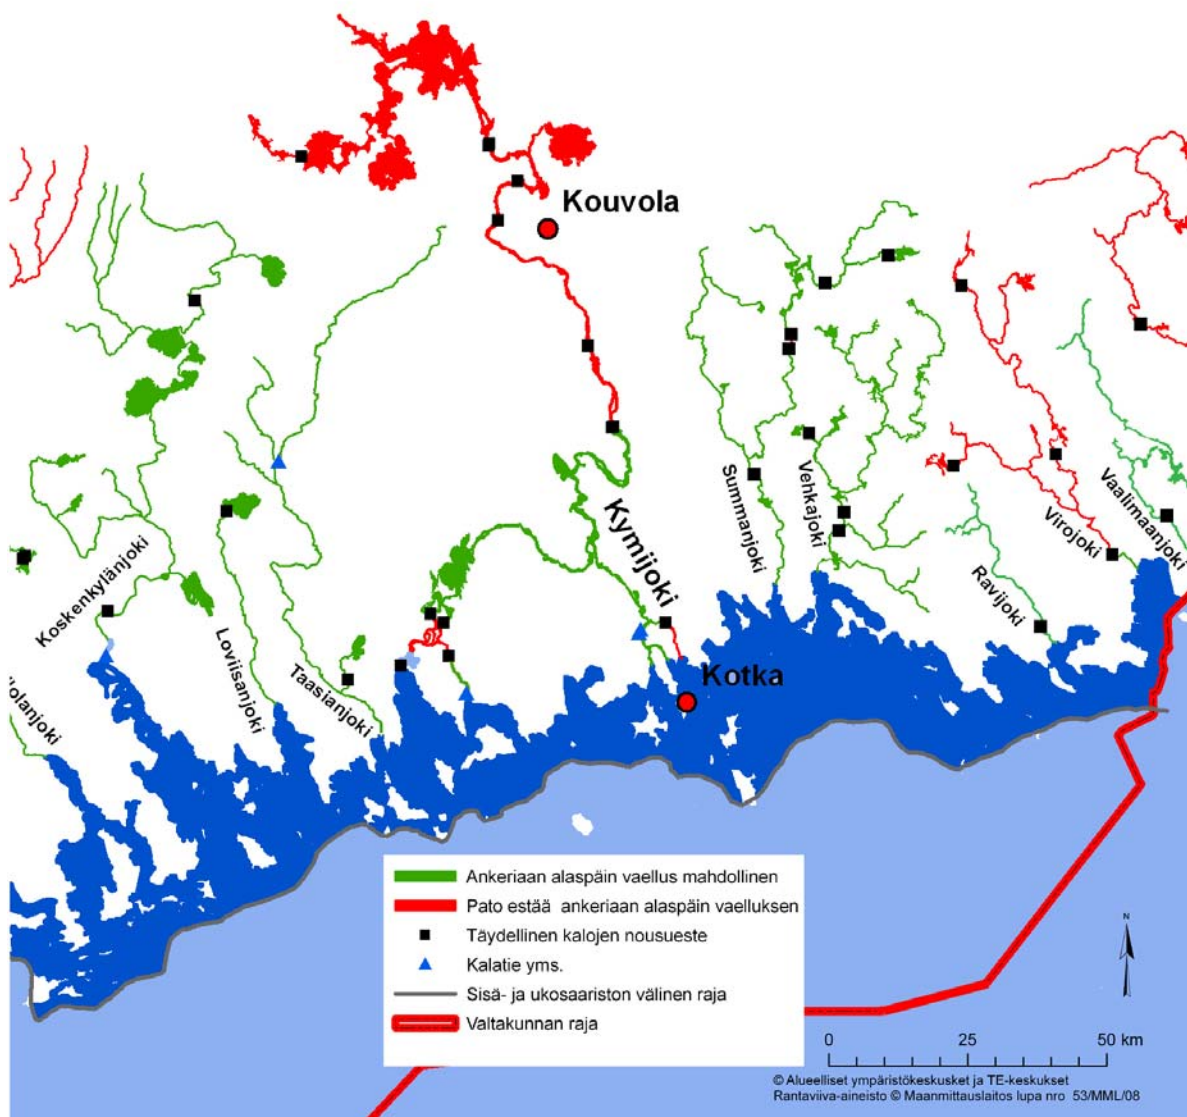 Kouvola
Kymijoki
Summanjoki
Vehkajoki
Vaalimaanjoki
Virojoki
Ravijoki
Koskenkylänjoki
Loviisanjoki
Taasianjoki
olanjoki
Kotka
Ankeriaan alaspäin vaellus mahdollinen
Pato estää ankeriaan alaspäin vaelluksen
Täydellinen kalojen nousueste
Kalatie yms.
Sisä- ja ukosaariston välinen raja
Valtakunnan raja
N
0 25 50 km
© Alueelliset ympäristökeskusket ja TE-keskukset
Rantaviiva-aineisto © Maanmittauslaitos lupa nro 53/MML/08